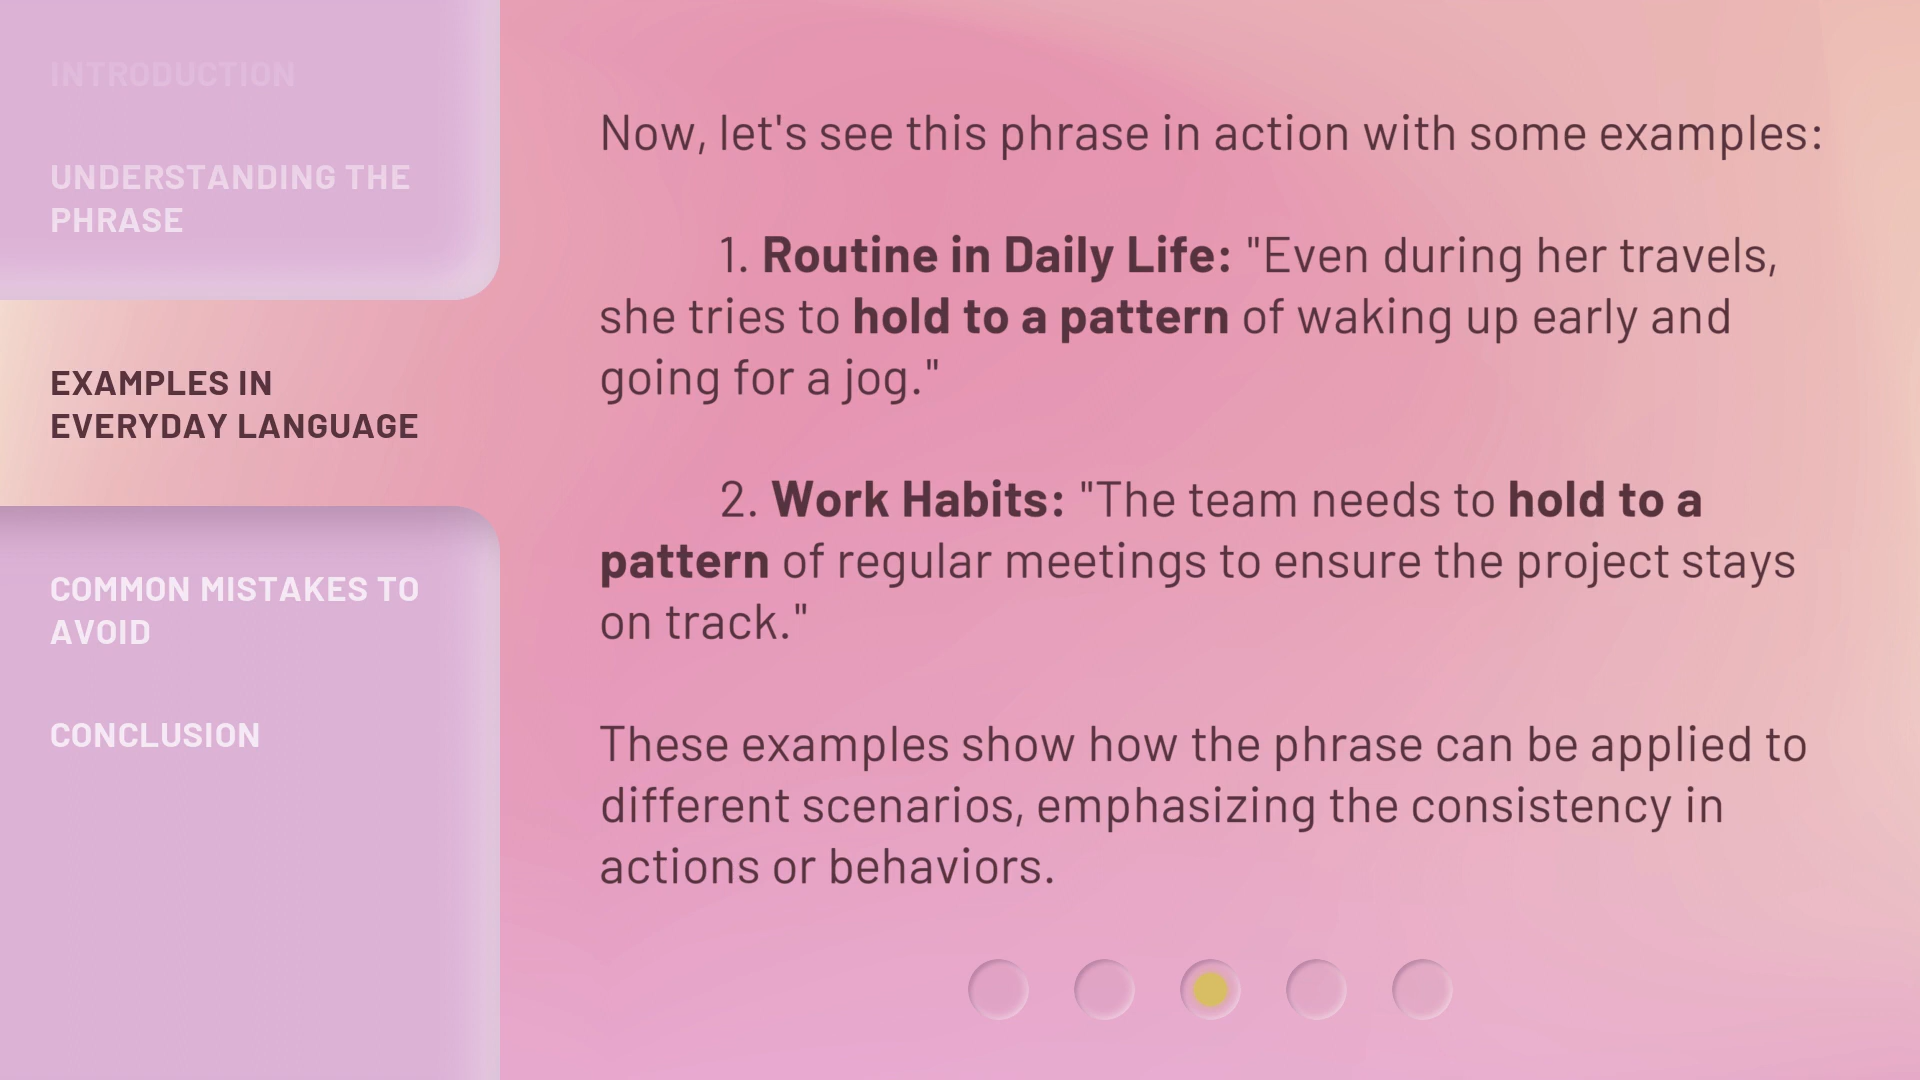 INTRODUCTION
UNDERSTANDING THE
PHRASE
EXAMPLES IN
EVERYDAY LANGUAGE
COMMON MISTAKES TO
AVOID
CONCLUSION
Now, let's see this phrase in action with some examples:
1. Routine in Daily Life: "Even during her travels,
she tries to hold to a pattern of waking up early and
going for a jog."
2. Work Habits: "The team needs to hold to a
pattern of regular meetings to ensure the project stays
on track."
These examples show how the phrase can be applied to
different scenarios, emphasizing the consistency in
actions or behaviors.